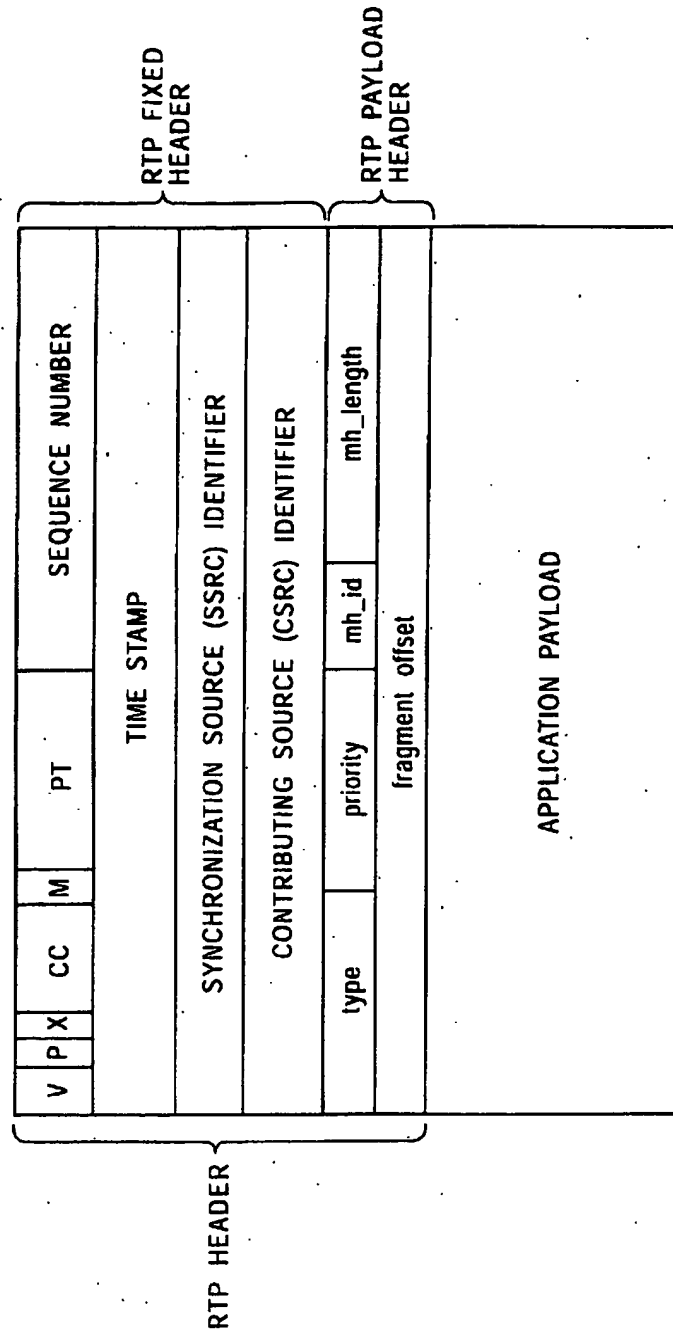 RTP HEADER
V P X CC M PT SEQUENCE NUMBER
TIME STAMP
SYNCHRONIZATION SOURCE (SSRC) IDENTIFIER
CONTRIBUTING SOURCE (CSRC) IDENTIFIER
RTP FIXED
HEADER
type priority mh_id mh_length
fragment offset
RTP PAYLOAD
HEADER
APPLICATION PAYLOAD